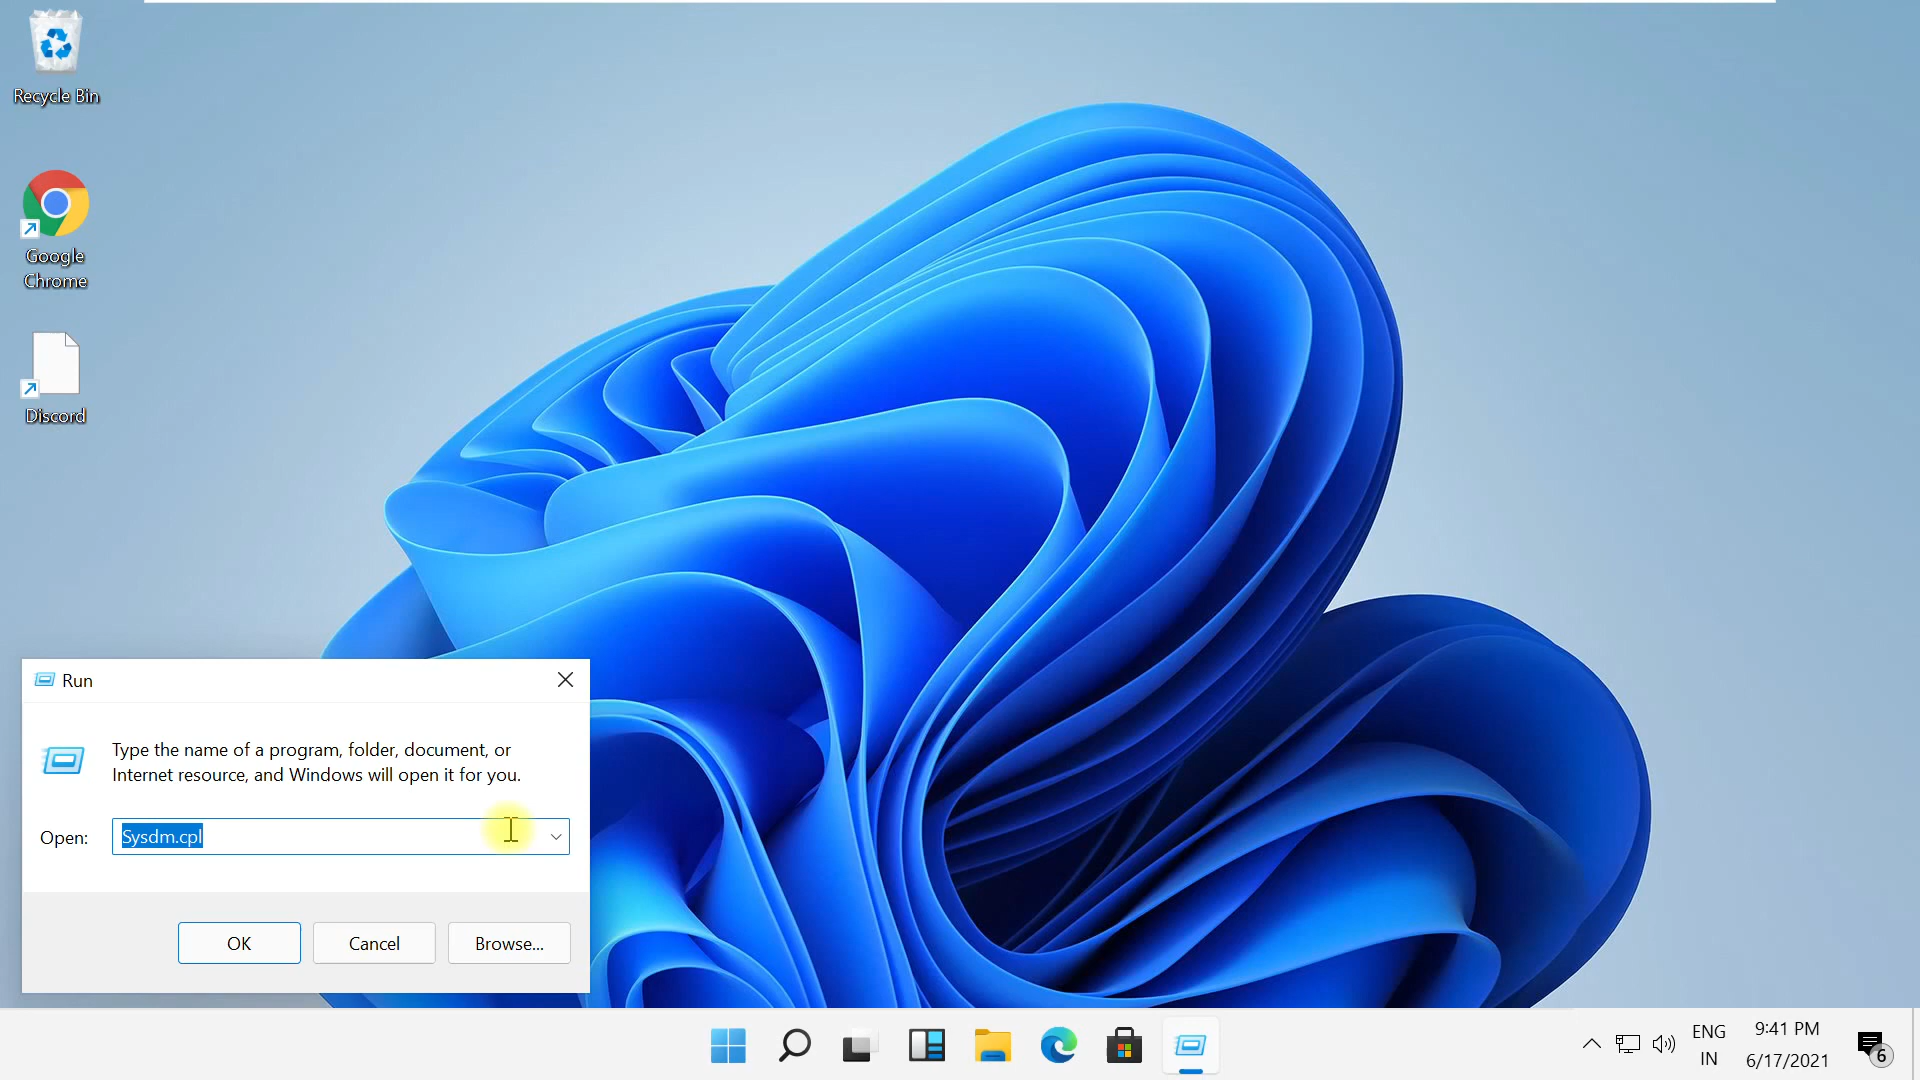 Recycle Bin
Google
Chrome
Discord
Run
Type the name of a program, folder, document, or
Internet resource, and Windows will open it for you.
Open: Sysdm.cpl
OK Cancel Browse...
ENG
IN
9:41 PM
6/17/2021
6